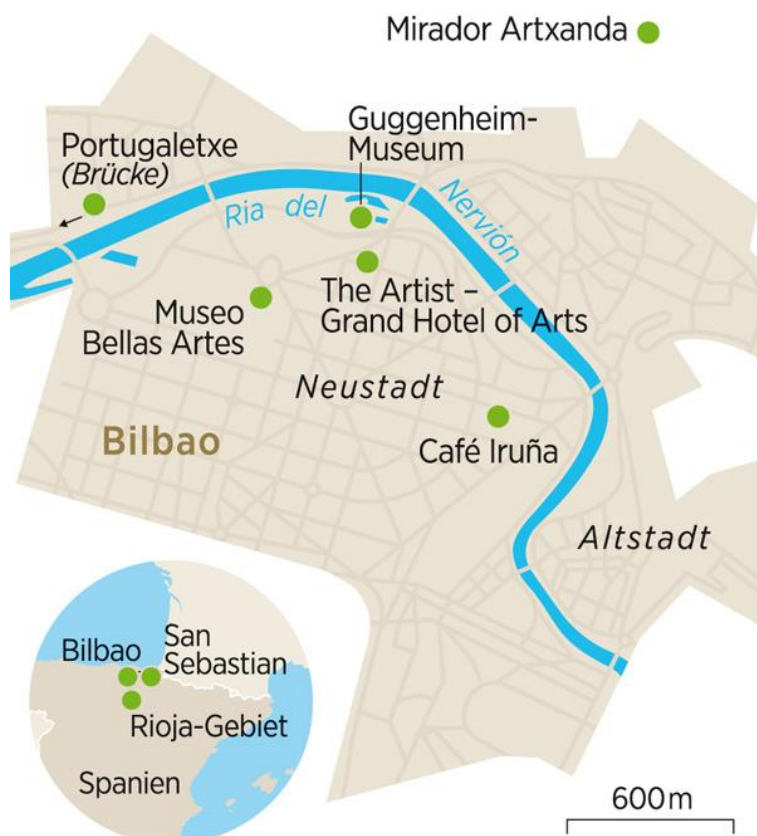 Mirador Artxanda
Guggenheim-
Museum
Portugaletxe
(Brücke)
Ria del Nervión
The Artist –
Grand Hotel of Arts
Museo
Bellas Artes
Neustadt
Bilbao
Café Iruña
Altstadt
San
Sebastian
Bilbao
Rioja-Gebiet
Spanien
600m